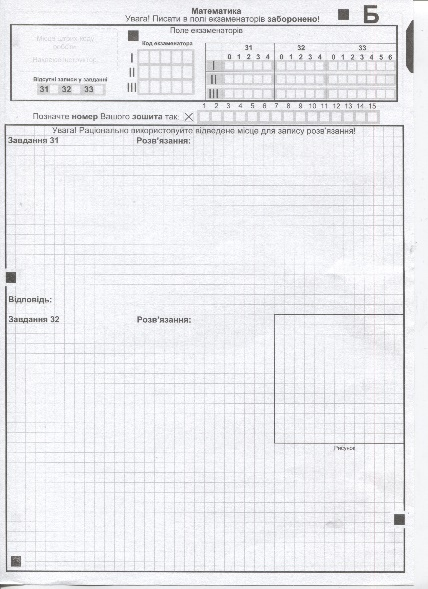 Математика
Увага! Писати в полі екзаменаторів заборонено!
Б
Поле екзаменаторів
Код екзаменатора
31 32 33
0 1 2 3 4 0 1 2 3 4 0 1 2 3 4 5 6
I
II
III
Відсутні записи у завданні
31 32 33
1 2 3 4 5 6 7 8 9 10 11 12 13 14 15
Позначте номер Вашого зошита так:
Увага! Раціонально використовуйте відведене місце для запису розв'язання!
Завдання 31 Розв'язання:
Відповідь:
Завдання 32 Розв'язання:
Рисунок